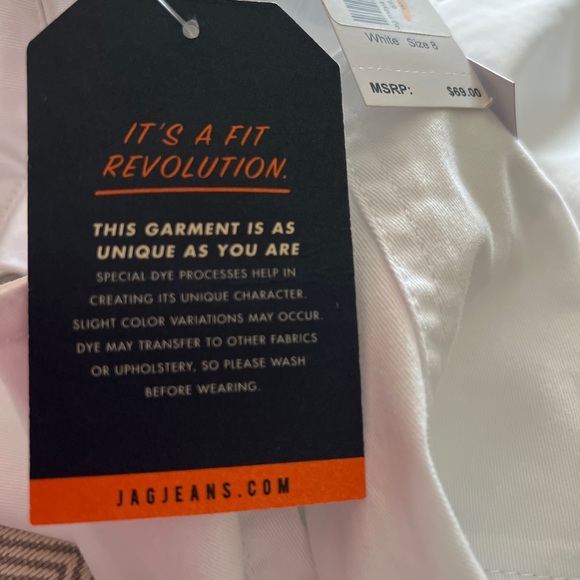 White Size 8
MSRP: $69.00
IT'S A FIT
REVOLUTION.
THIS GARMENT IS AS
UNIQUE AS YOU ARE
SPECIAL DYE PROCESSES HELP IN
CREATING ITS UNIQUE CHARACTER.
SLIGHT COLOR VARIATIONS MAY OCCUR.
DYE MAY TRANSFER TO OTHER FABRICS
OR UPHOLSTERY, SO PLEASE WASH
BEFORE WEARING.
JAGJEANS.COM